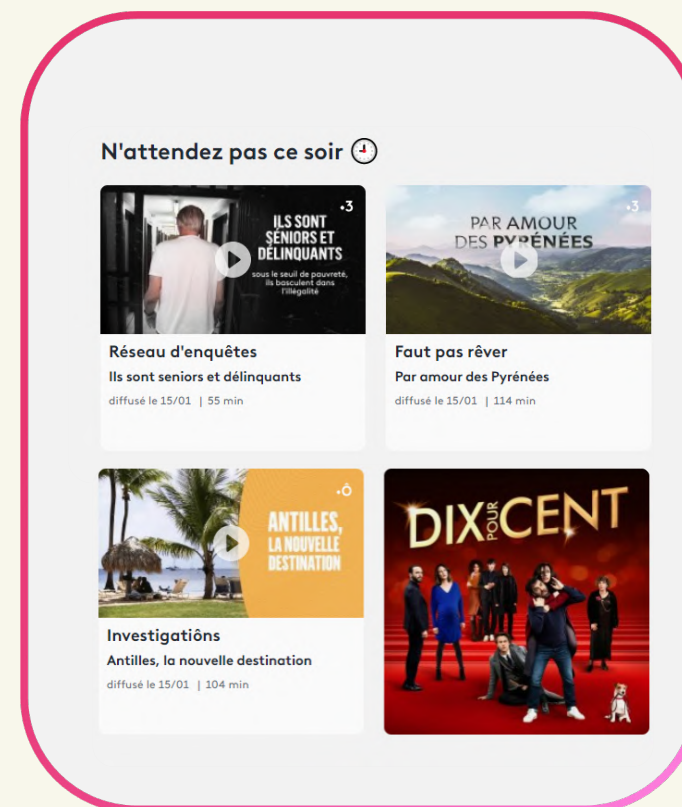 N'attendez pas ce soir
.3
ILS SONT
SÉNIORS ET
DÉLINQUANTS
sous le seuil de pauvreté,
ils basculent dans
l'illégalité
Réseau d'enquêtes
Ils sont seniors et délinquants
diffusé le 15/01 | 55 min
.3
PAR AMOUR
DES PYRÉNÉES
Faut pas rêver
Par amour des Pyrénées
diffusé le 15/01 | 114 min
.ô
ANTILLES,
LA NOUVELLE
DESTINATION
Investigatiôns
Antilles, la nouvelle destination
diffusé le 15/01 | 104 min
DIX POUR CENT